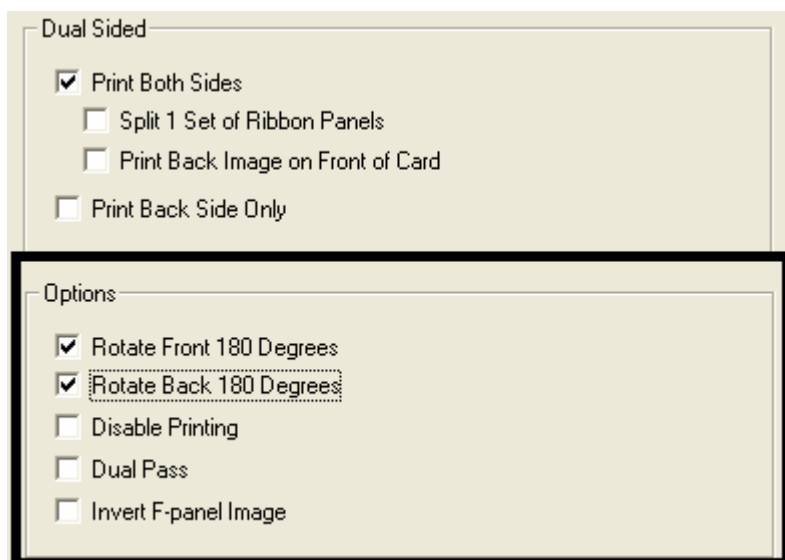 Dual Sided
Print Both Sides
Split 1 Set of Ribbon Panels
Print Back Image on Front of Card
Print Back Side Only
Options
Rotate Front 180 Degrees
Rotate Back 180 Degrees
Disable Printing
Dual Pass
Invert F-panel Image